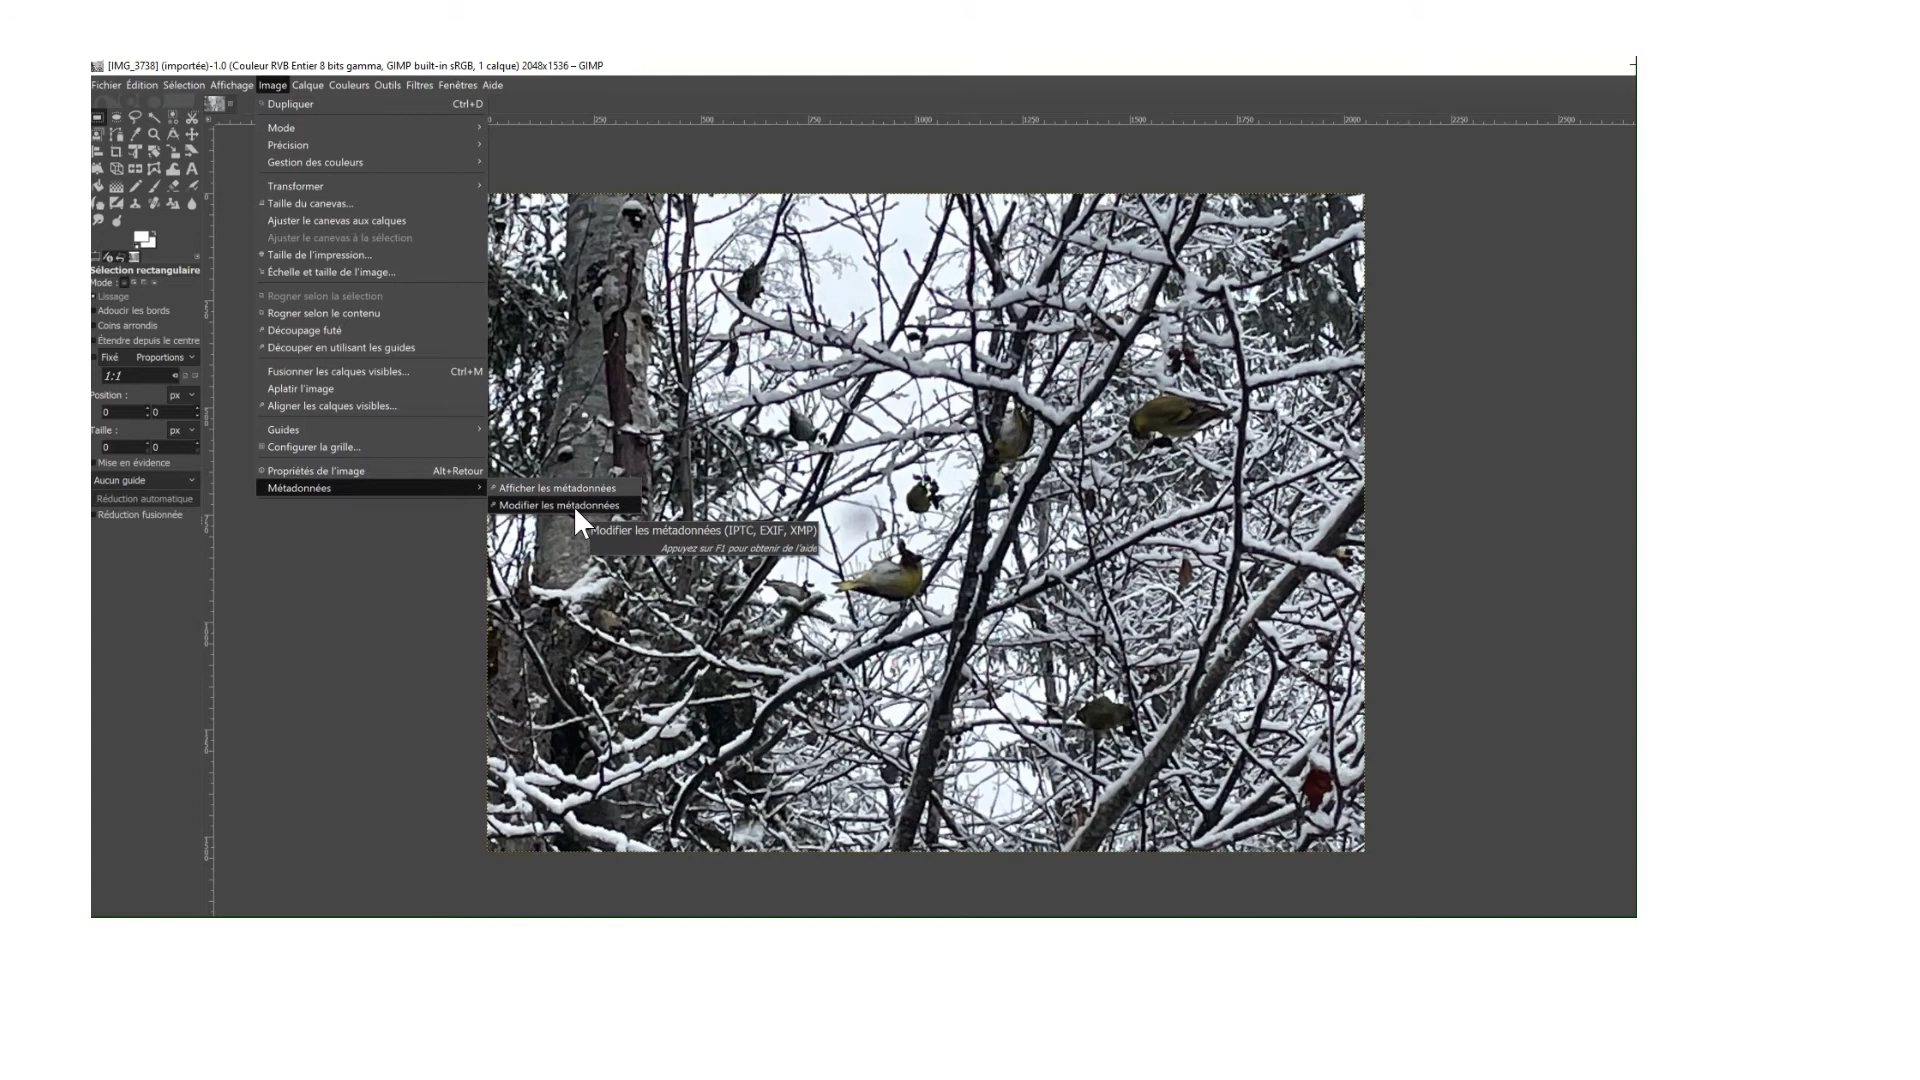 [IMG_3738] (importée)-1.0 (Couleur RVB Entier 8 bits gamma, GIMP built-in sRGB, 1 calque) 2048x1536 – GIMP
Fichier Édition Sélection Affichage Image Calque Couleurs Outils Filtres Fenêtres Aide
Dupliquer Ctrl+D
250 500 750 1000 1250 1500 1750 2000 2250 2500
Mode
Précision
Gestion des couleurs
Transformer
Taille du canevas...
Ajuster le canevas aux calques
Ajuster le canevas à la sélection
Taille de l'impression...
Échelle et taille de l'image...
Rogner selon la sélection
Rogner selon le contenu
Découpage futé
Découper en utilisant les guides
Fusionner les calques visibles... Ctrl+M
Aplatir l'image
Aligner les calques visibles...
Guides
Configurer la grille...
Propriétés de l'image Alt+Retour
Métadonnées
Afficher les métadonnées
Modifier les métadonnées
Modifier les métadonnées (IPTC, EXIF, XMP)
Appuyez sur F1 pour obtenir de l'aide
Sélection rectangulaire
Mode :
Lissage
Adoucir les bords
Coins arrondis
Étendre depuis le centre
Fixé Proportions
1:1
Position : px
0 0
Taille : px
0 0
Mise en évidence
Aucun guide
Réduction automatique
Réduction fusionnée